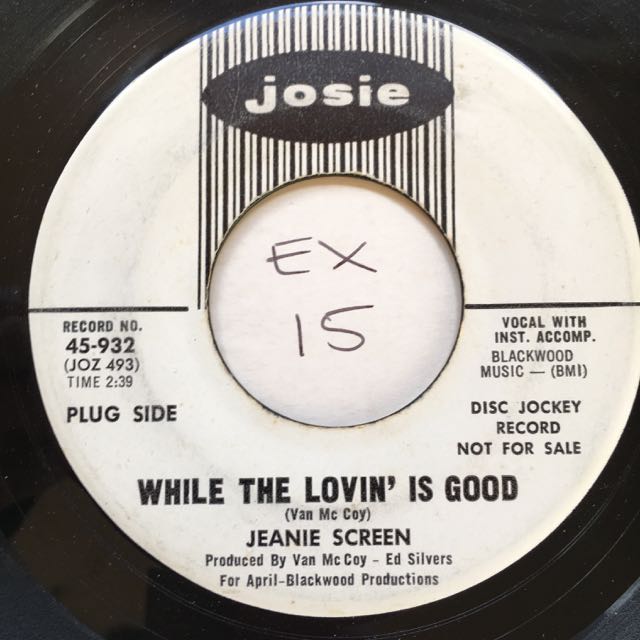 josie
EX
15
RECORD NO.
45-932
(JOZ 493)
TIME 2:39
PLUG SIDE
VOCAL WITH
INST. ACCOMP.
BLACKWOOD
MUSIC — (BMI)
DISC JOCKEY
RECORD
NOT FOR SALE
WHILE THE LOVIN' IS GOOD
(Van Mc Coy)
JEANIE SCREEN
Produced By Van Mc Coy - Ed Silvers
For April-Blackwood Productions